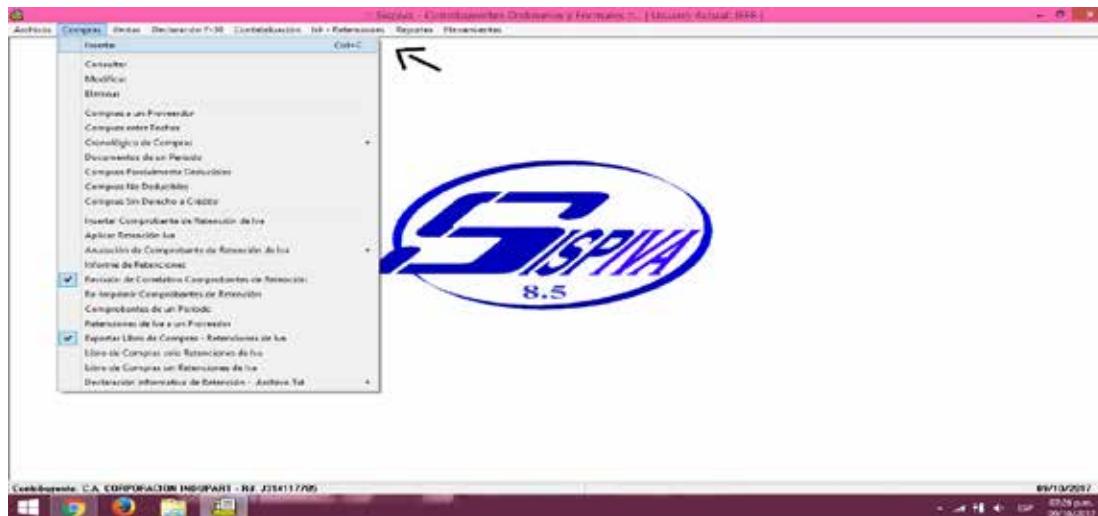 Sispiva - Contribuyentes Ordinarios y Formales
Archivos Compras Ventas Declaración F-30 Contabilización Islr - Retenciones Reportes Herramientas
Insertar Ctrl+C
Consultar
Modificar
Eliminar
Compras a un Proveedor
Compras entre Fechas
Cronológico de Compras
Documentos de un Periodo
Compras Parcialmente Deducibles
Compras No Deducibles
Compras Sin Derecho a Crédito
Insertar Comprobante de Retención de Iva
Aplicar Retención Iva
Anulación de Comprobante de Retención de Iva
Informe de Retenciones
Revisión de Correlativo Comprobantes de Retención
Re-Imprimir Comprobantes de Retención
Comprobantes de un Periodo
Retenciones de Iva a un Proveedor
Exportar Libro de Compras - Retenciones de Iva
Libro de Compras solo Retenciones de Iva
Libro de Compras sin Retenciones de Iva
Declaración informativa de Retención - Archivo Txt
SISPIVA
8.5
Contribuyente: C.A. CORPORACION INDUPART - Rif: J314117785
09/10/2017
ESP
09/10/2017